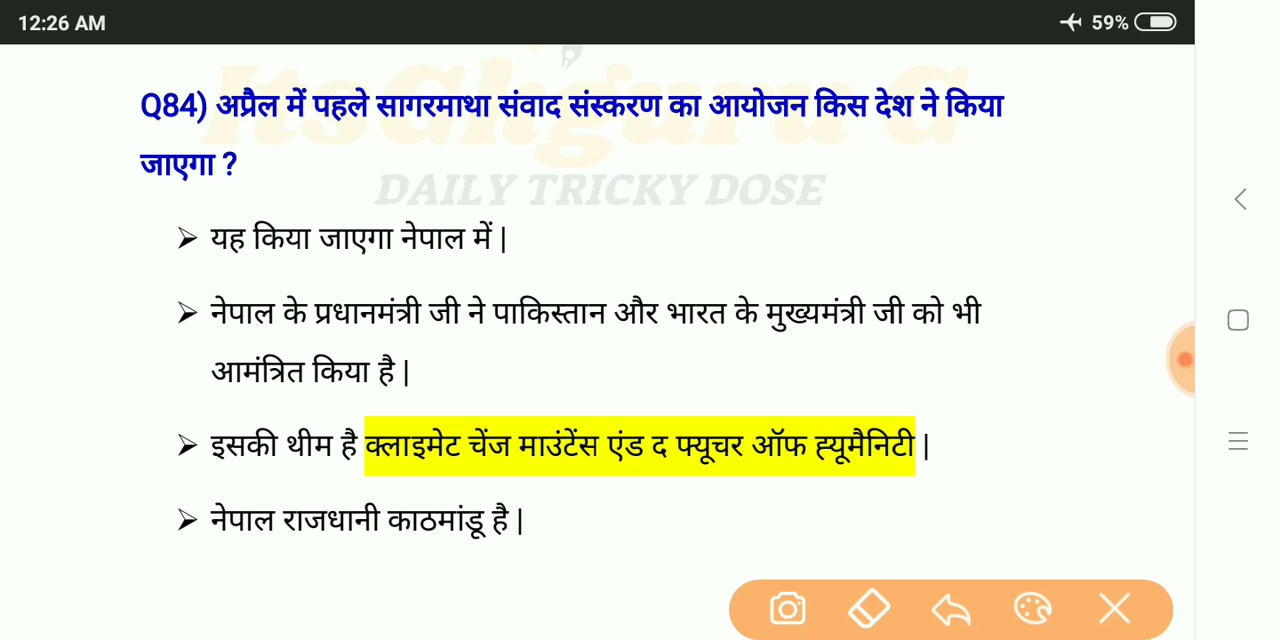 12:26 AM
59%
ItsGkguru G
DAILY TRICKY DOSE
Q84) अप्रैल में पहले सागरमाथा संवाद संस्करण का आयोजन किस देश ने किया
जाएगा ?
➢ यह किया जाएगा नेपाल में |
➢ नेपाल के प्रधानमंत्री जी ने पाकिस्तान और भारत के मुख्यमंत्री जी को भी
आमंत्रित किया है |
➢ इसकी थीम है क्लाइमेट चेंज माउंटेंस एंड द फ्यूचर ऑफ ह्यूमैनिटी |
➢ नेपाल राजधानी काठमांडू है |